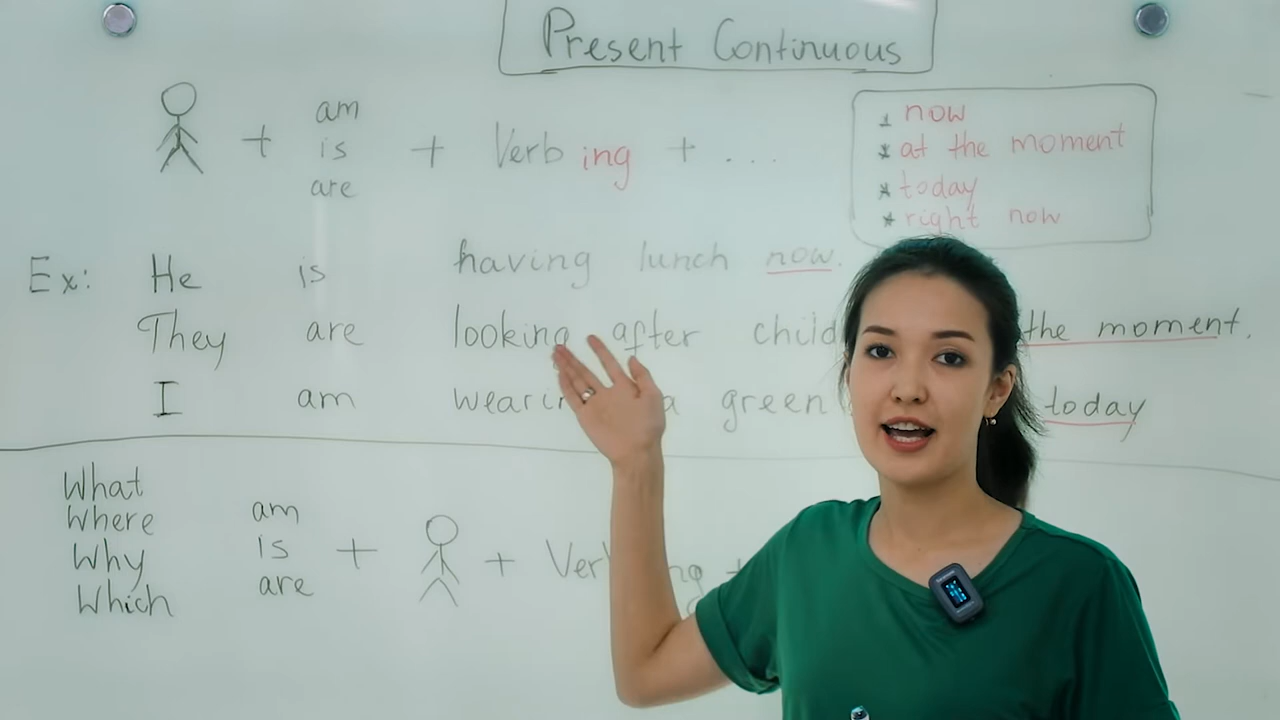 Present Continuous
+ am is are + Verb ing + ...
* now
* at the moment
* today
* right now
Ex: He is having lunch now.
They are looking after the moment.
I am a green today
What
Where
Why
Which
am is are + +